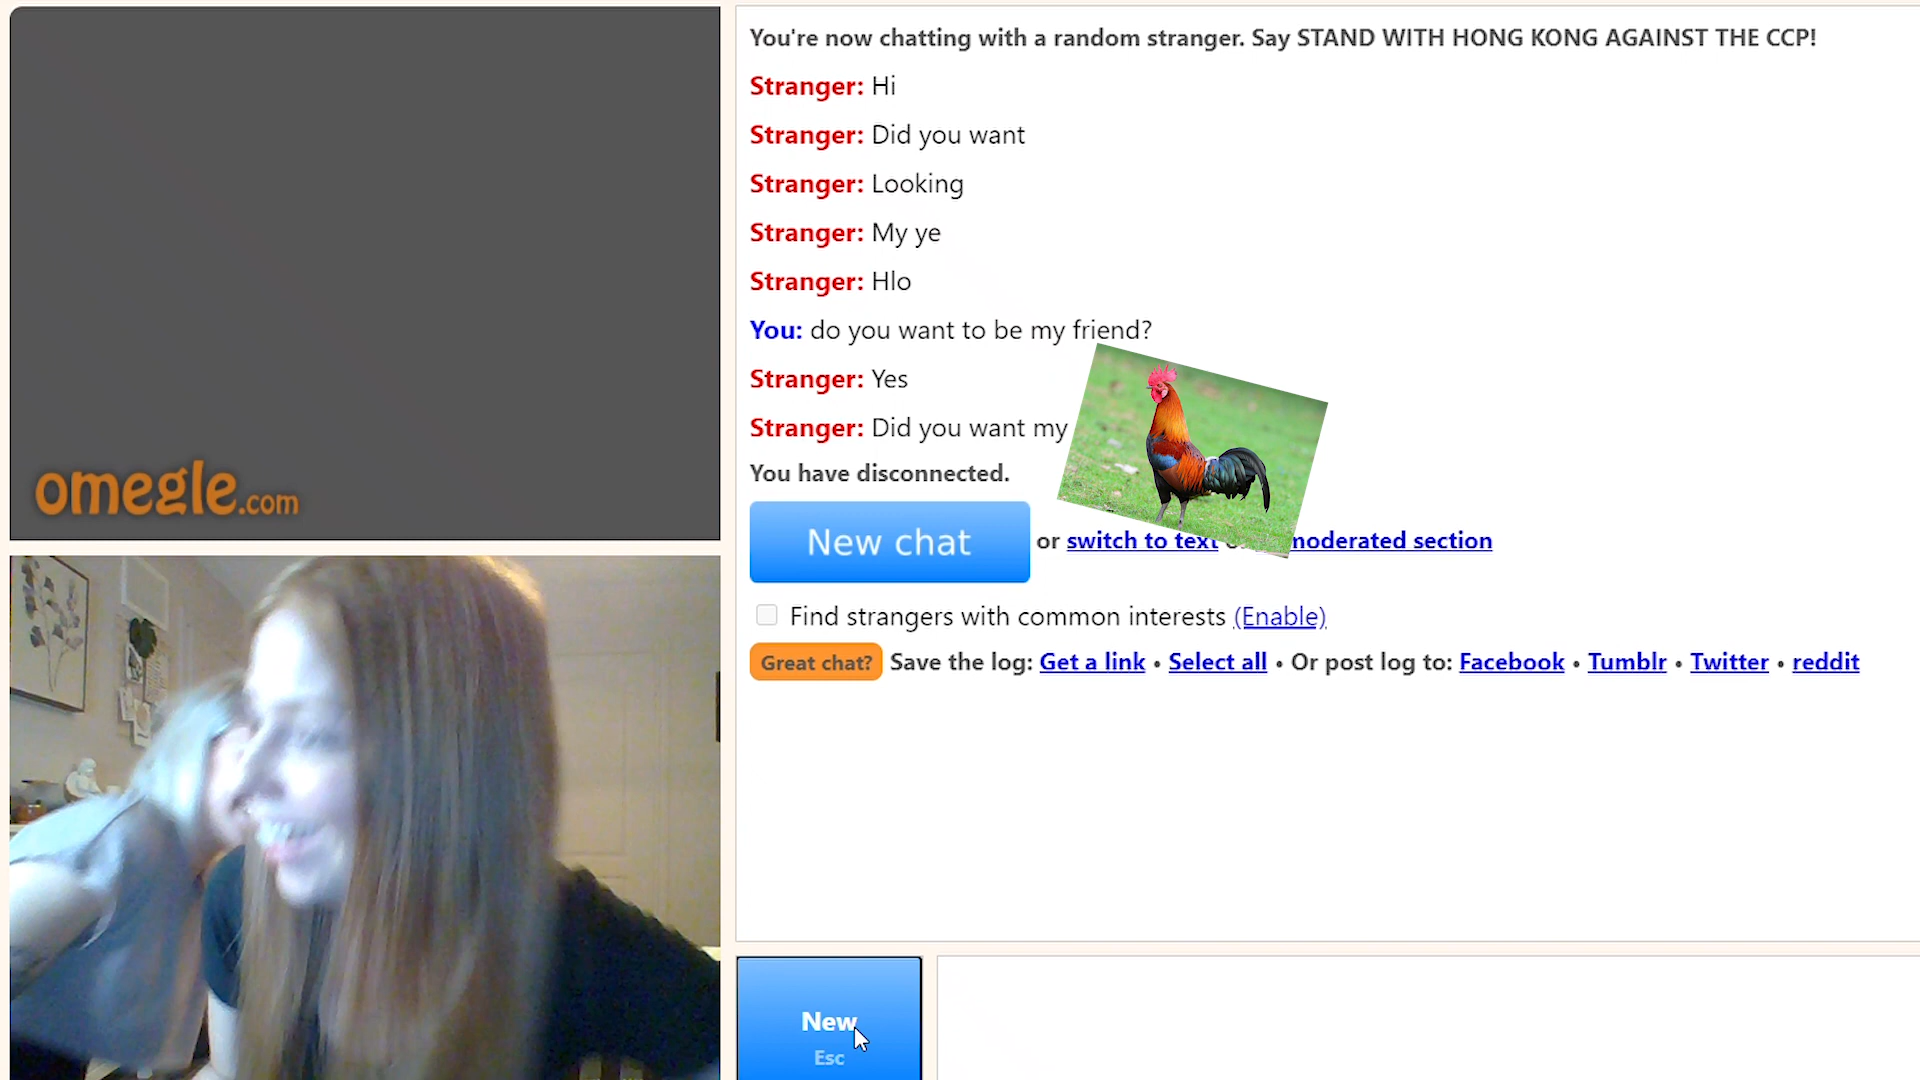 You're now chatting with a random stranger. Say STAND WITH HONG KONG AGAINST THE CCP!
Stranger: Hi
Stranger: Did you want
Stranger: Looking
Stranger: My ye
Stranger: Hlo
You: do you want to be my friend?
Stranger: Yes
Stranger: Did you want my
You have disconnected.
New chat or switch to text moderated section
Find strangers with common interests (Enable)
Great chat? Save the log: Get a link • Select all • Or post log to: Facebook • Tumblr • Twitter • reddit
omegle.com
New
Esc